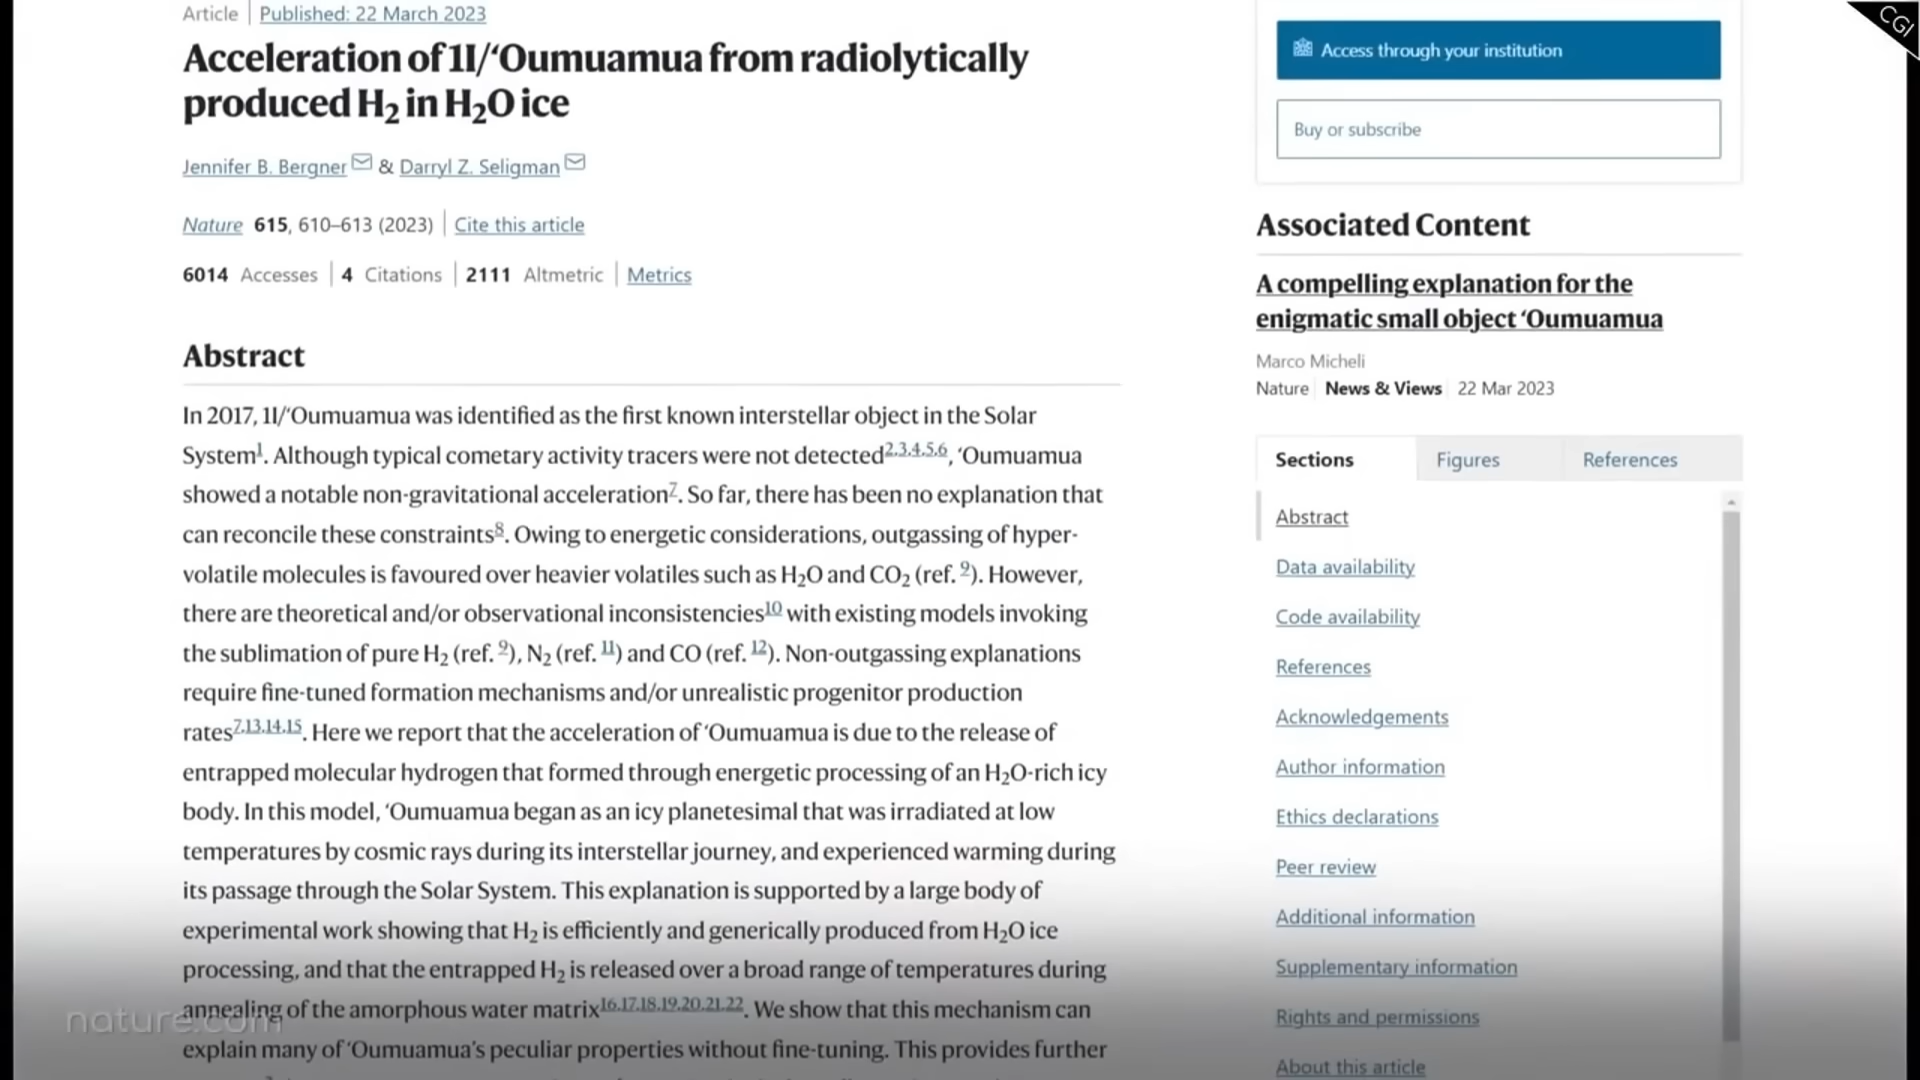 Article | Published: 22 March 2023
Acceleration of 1I/‘Oumuamua from radiolytically
produced H₂ in H₂O ice
Jennifer B. Bergner & Darryl Z. Seligman
Nature 615, 610–613 (2023) | Cite this article
6014 Accesses | 4 Citations | 2111 Altmetric | Metrics
Abstract
In 2017, 1I/‘Oumuamua was identified as the first known interstellar object in the Solar
System1. Although typical cometary activity tracers were not detected2,3,4,5,6, ‘Oumuamua
showed a notable non-gravitational acceleration7. So far, there has been no explanation that
can reconcile these constraints8. Owing to energetic considerations, outgassing of hyper-
volatile molecules is favoured over heavier volatiles such as H₂O and CO₂ (ref. 9). However,
there are theoretical and/or observational inconsistencies10 with existing models invoking
the sublimation of pure H₂ (ref. 9), N₂ (ref. 11) and CO (ref. 12). Non-outgassing explanations
require fine-tuned formation mechanisms and/or unrealistic progenitor production
rates7,13,14,15. Here we report that the acceleration of ‘Oumuamua is due to the release of
entrapped molecular hydrogen that formed through energetic processing of an H₂O-rich icy
body. In this model, ‘Oumuamua began as an icy planetesimal that was irradiated at low
temperatures by cosmic rays during its interstellar journey, and experienced warming during
its passage through the Solar System. This explanation is supported by a large body of
experimental work showing that H₂ is efficiently and generically produced from H₂O ice
processing, and that the entrapped H₂ is released over a broad range of temperatures during
annealing of the amorphous water matrix16,17,18,19,20,21,22. We show that this mechanism can
explain many of ‘Oumuamua’s peculiar properties without fine-tuning. This provides further
nature.com
CGI
Access through your institution
Buy or subscribe
Associated Content
A compelling explanation for the
enigmatic small object ‘Oumuamua
Marco Micheli
Nature | News & Views | 22 Mar 2023
Sections Figures References
Abstract
Data availability
Code availability
References
Acknowledgements
Author information
Ethics declarations
Peer review
Additional information
Supplementary information
Rights and permissions
About this article